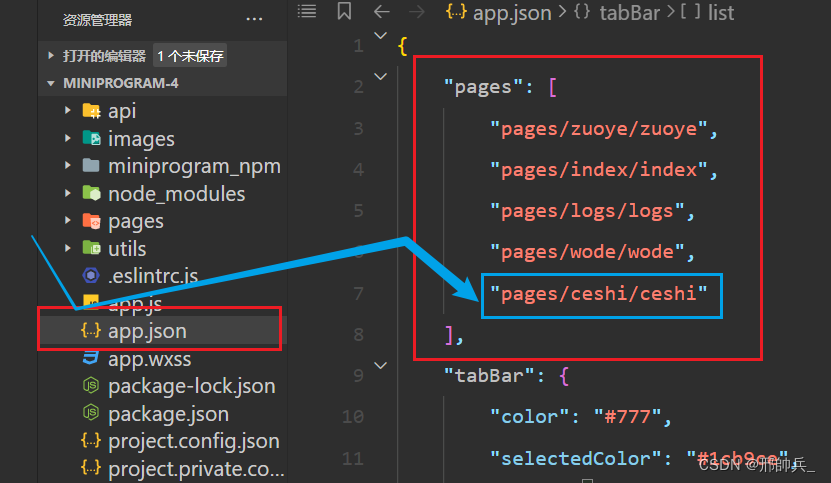 资源管理器 ···
打开的编辑器 1 个未保存
MINIPROGRAM-4
api
images
miniprogram_npm
node_modules
pages
utils
.eslintrc.js
app.js
app.json
app.wxss
package-lock.json
package.json
project.config.json
project.private.co...
{..} app.json > {} tabBar > [ ] list
1 {
2 "pages": [
3 "pages/zuoye/zuoye",
4 "pages/index/index",
5 "pages/logs/logs",
6 "pages/wode/wode",
7 "pages/ceshi/ceshi"
8 ],
9 "tabBar": {
10 "color": "#777",
11 "selectedColor":
CSDN @邢帥兵_